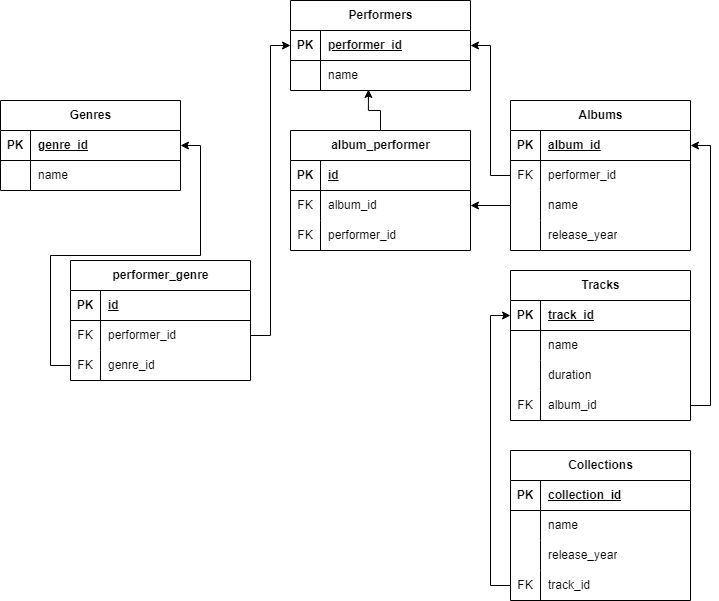 Performers
PK performer_id
name
Genres
PK genre_id
name
album_performer
PK id
FK album_id
FK performer_id
Albums
PK album_id
FK performer_id
name
release_year
performer_genre
PK id
FK performer_id
FK genre_id
Tracks
PK track_id
name
duration
FK album_id
Collections
PK collection_id
name
release_year
FK track_id